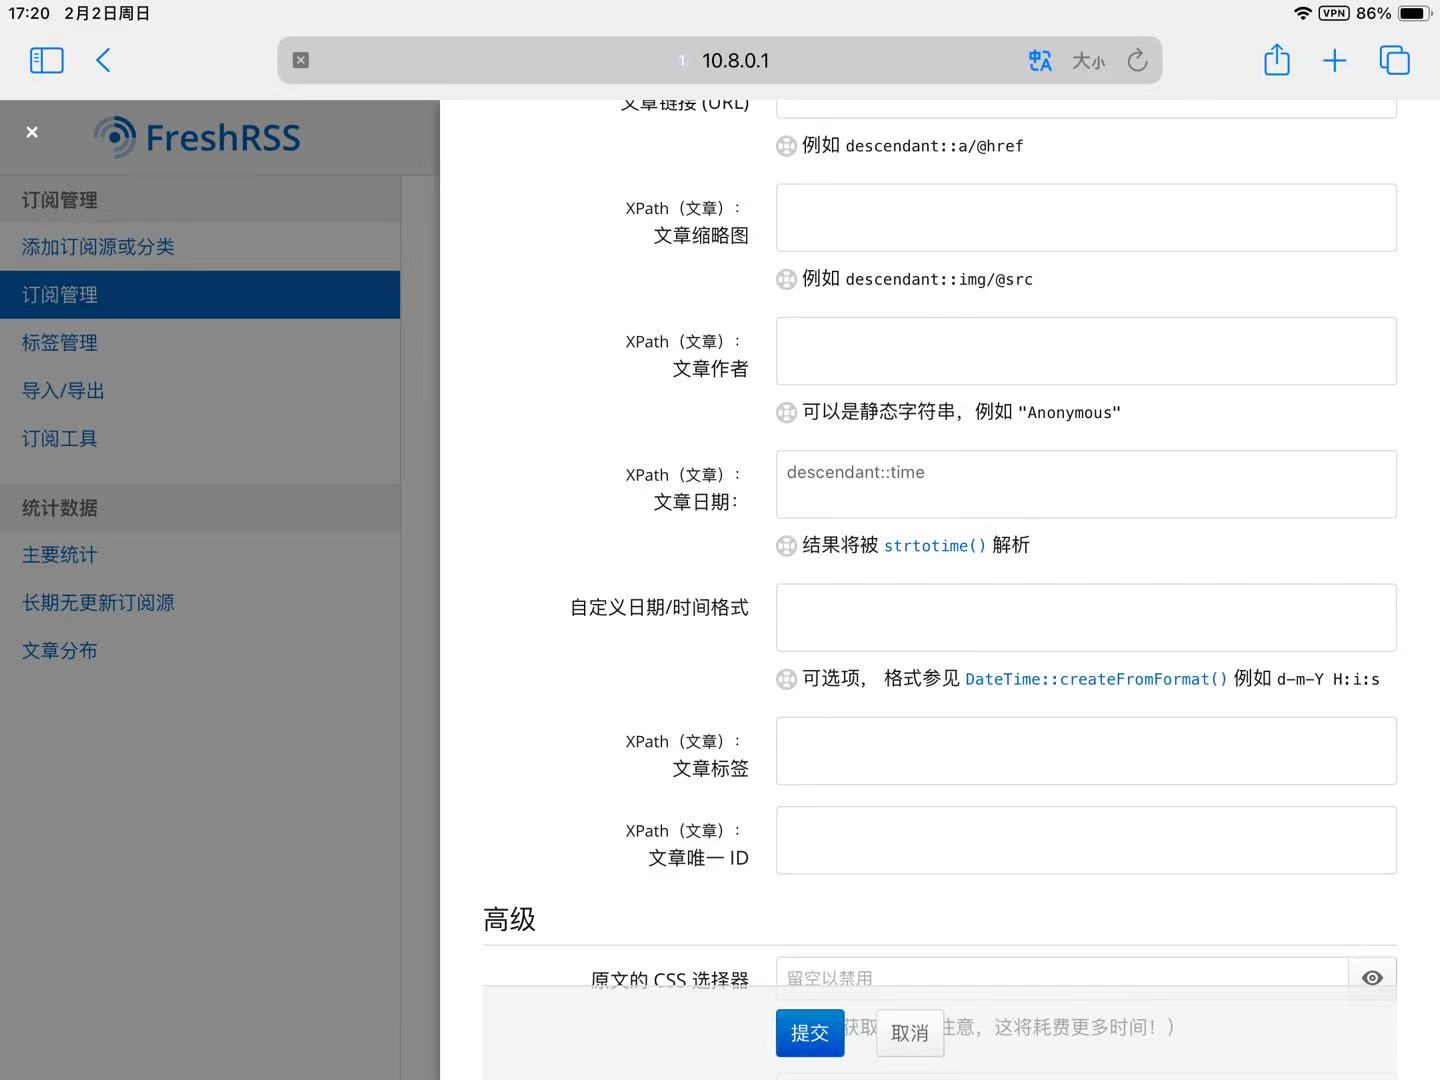 17:20 2月2日周日
VPN 86%
1 10.8.0.1
大小
FreshRSS
订阅管理
添加订阅源或分类
订阅管理
标签管理
导入/导出
订阅工具
统计数据
主要统计
长期无更新订阅源
文章分布
文章链接 (URL)
例如 descendant::a/@href
XPath（文章）：
文章缩略图
例如 descendant::img/@src
XPath（文章）：
文章作者
可以是静态字符串，例如 "Anonymous"
XPath（文章）：
文章日期：
descendant::time
结果将被 strtotime() 解析
自定义日期/时间格式
可选项， 格式参见 DateTime::createFromFormat() 例如 d-m-Y H:i:s
XPath（文章）：
文章标签
XPath（文章）：
文章唯一 ID
高级
原文的 CSS 选择器
留空以禁用
提交
取消
获取
注意，这将耗费更多时间！）